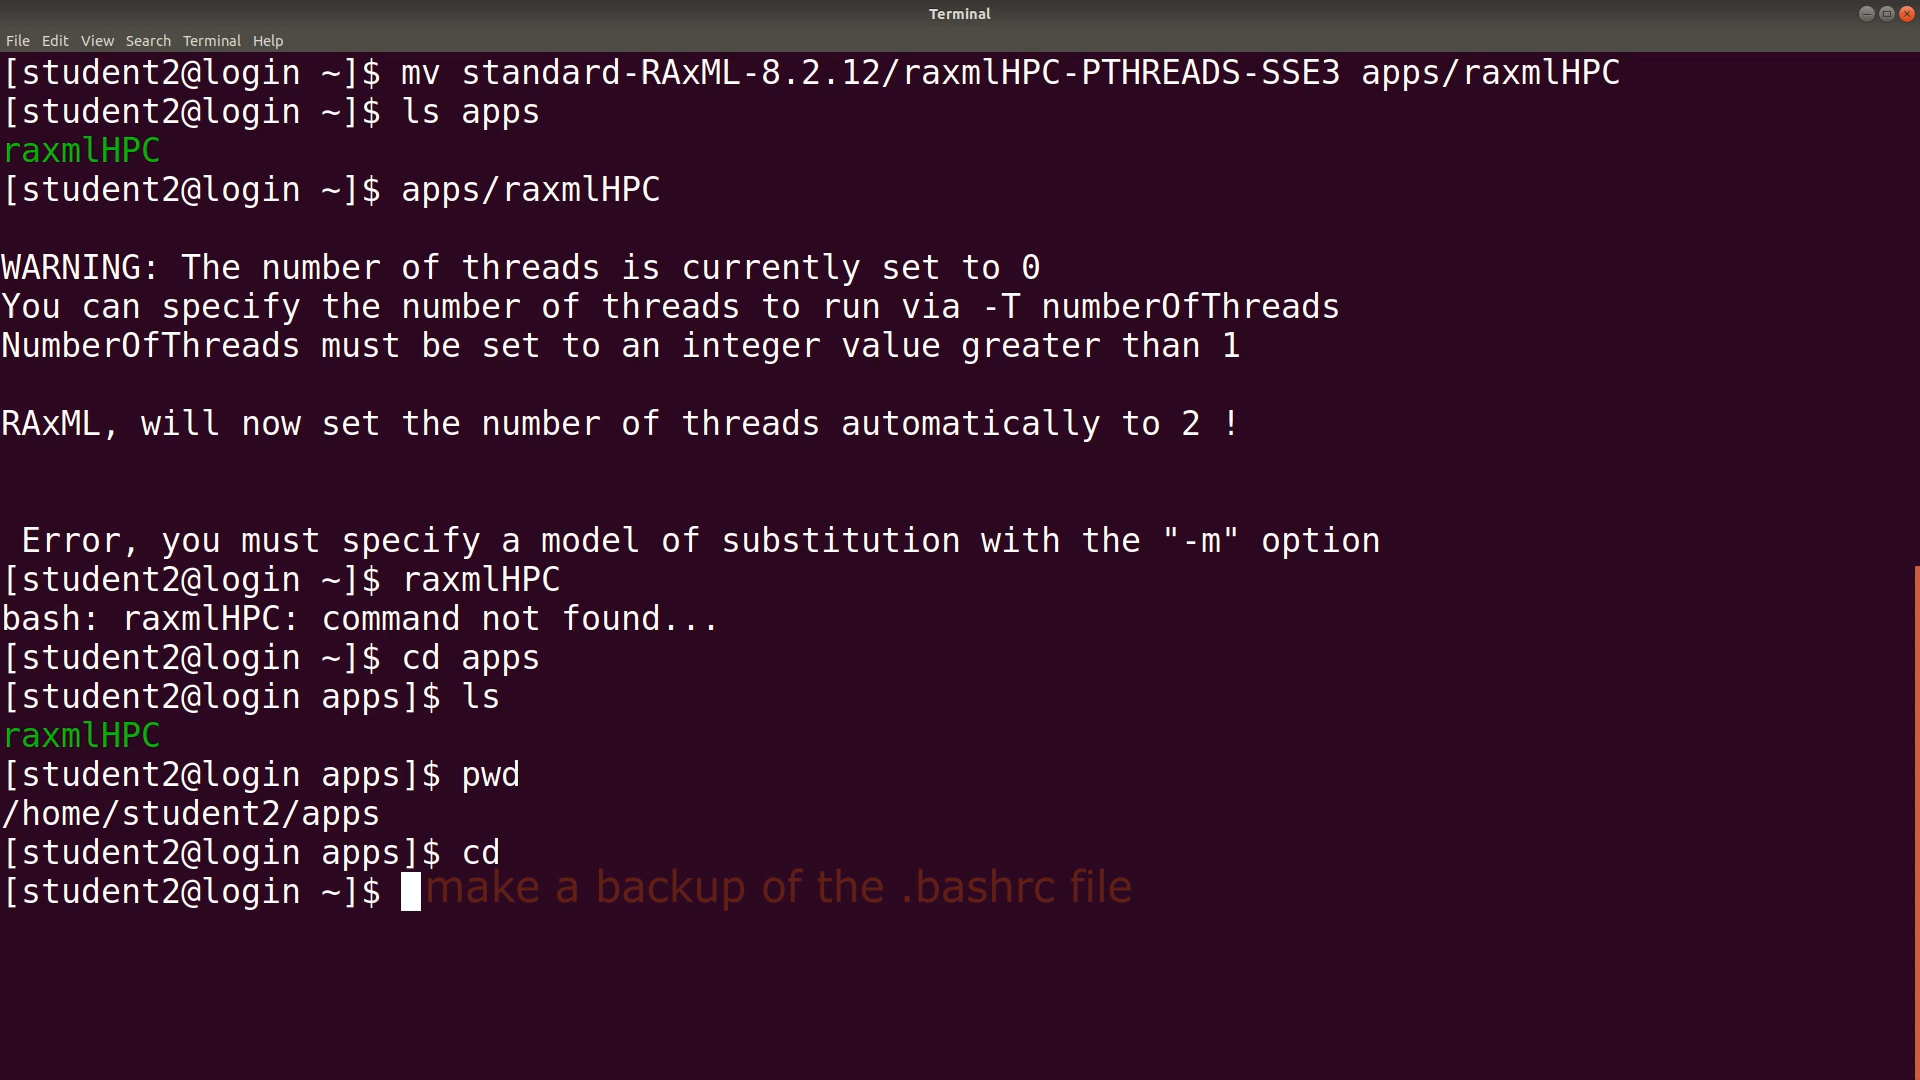 Terminal
File Edit View Search Terminal Help
[student2@login ~]$ mv standard-RAxML-8.2.12/raxmlHPC-PTHREADS-SSE3 apps/raxmlHPC
[student2@login ~]$ ls apps
raxmlHPC
[student2@login ~]$ apps/raxmlHPC
WARNING: The number of threads is currently set to 0
You can specify the number of threads to run via -T numberOfThreads
NumberOfThreads must be set to an integer value greater than 1
RAxML, will now set the number of threads automatically to 2 !
Error, you must specify a model of substitution with the "-m" option
[student2@login ~]$ raxmlHPC
bash: raxmlHPC: command not found...
[student2@login ~]$ cd apps
[student2@login apps]$ ls
raxmlHPC
[student2@login apps]$ pwd
/home/student2/apps
[student2@login apps]$ cd
[student2@login ~]$ make a backup of the .bashrc file